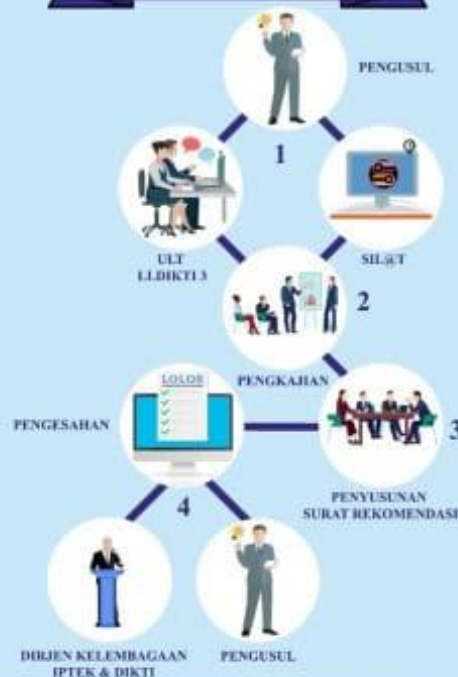 PENGUSUL
1
ULT
LLDIKTI 3
SIL@T
2
PENGKAJIAN
LOLOS
PENGESAHAN
3
PENYUSUNAN
SURAT REKOMENDASI
4
DIRJEN KELEMBAGAAN
IPTEK & DIKTI
PENGUSUL